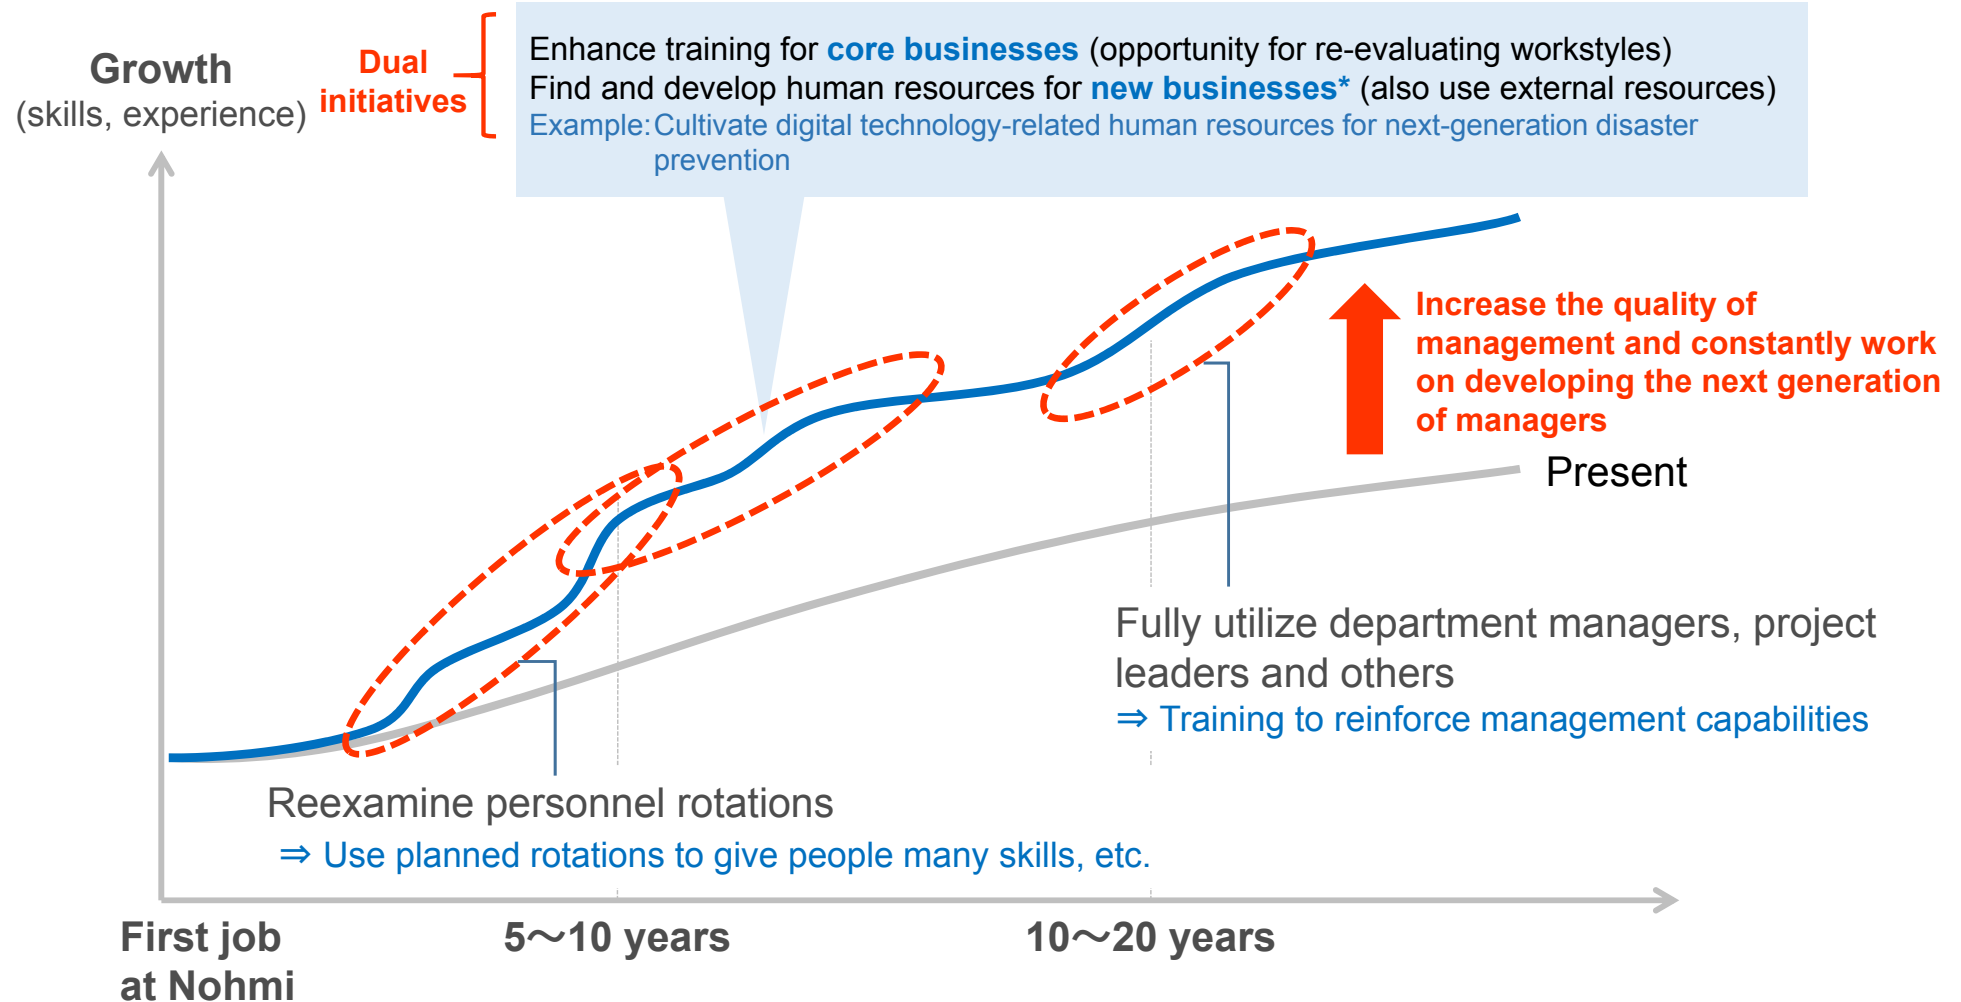 Growth
(skills, experience)
Dual
initiatives
Enhance training for core businesses (opportunity for re-evaluating workstyles)
Find and develop human resources for new businesses* (also use external resources)
Example: Cultivate digital technology-related human resources for next-generation disaster
prevention
Increase the quality of
management and constantly work
on developing the next generation
of managers
Present
Fully utilize department managers, project
leaders and others
⇒ Training to reinforce management capabilities
Reexamine personnel rotations
⇒ Use planned rotations to give people many skills, etc.
First job
at Nohmi
5～10 years
10～20 years